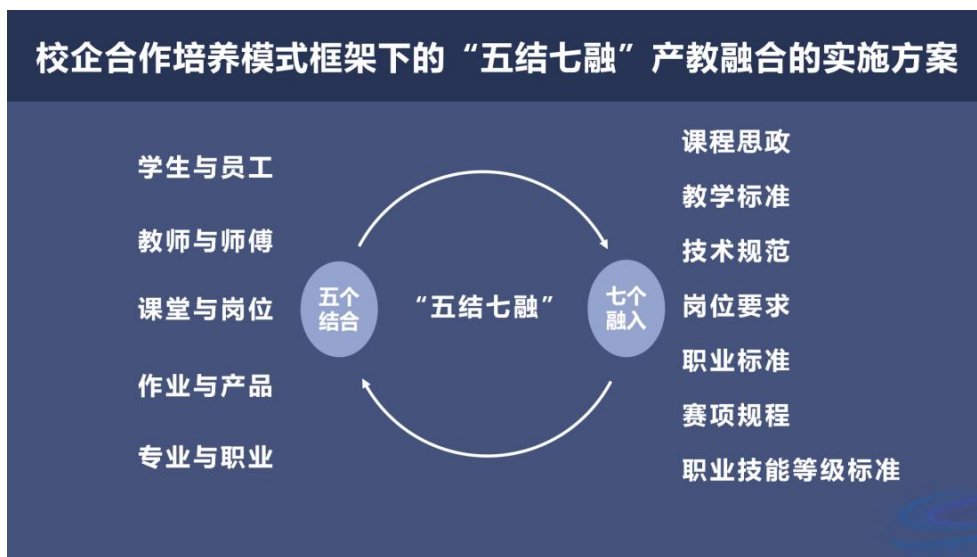 校企合作培养模式框架下的“五结七融”产教融合的实施方案
学生与员工
教师与师傅
课堂与岗位
作业与产品
专业与职业
五个
结合
“五结七融”
七个
融入
课程思政
教学标准
技术规范
岗位要求
职业标准
赛项规程
职业技能等级标准